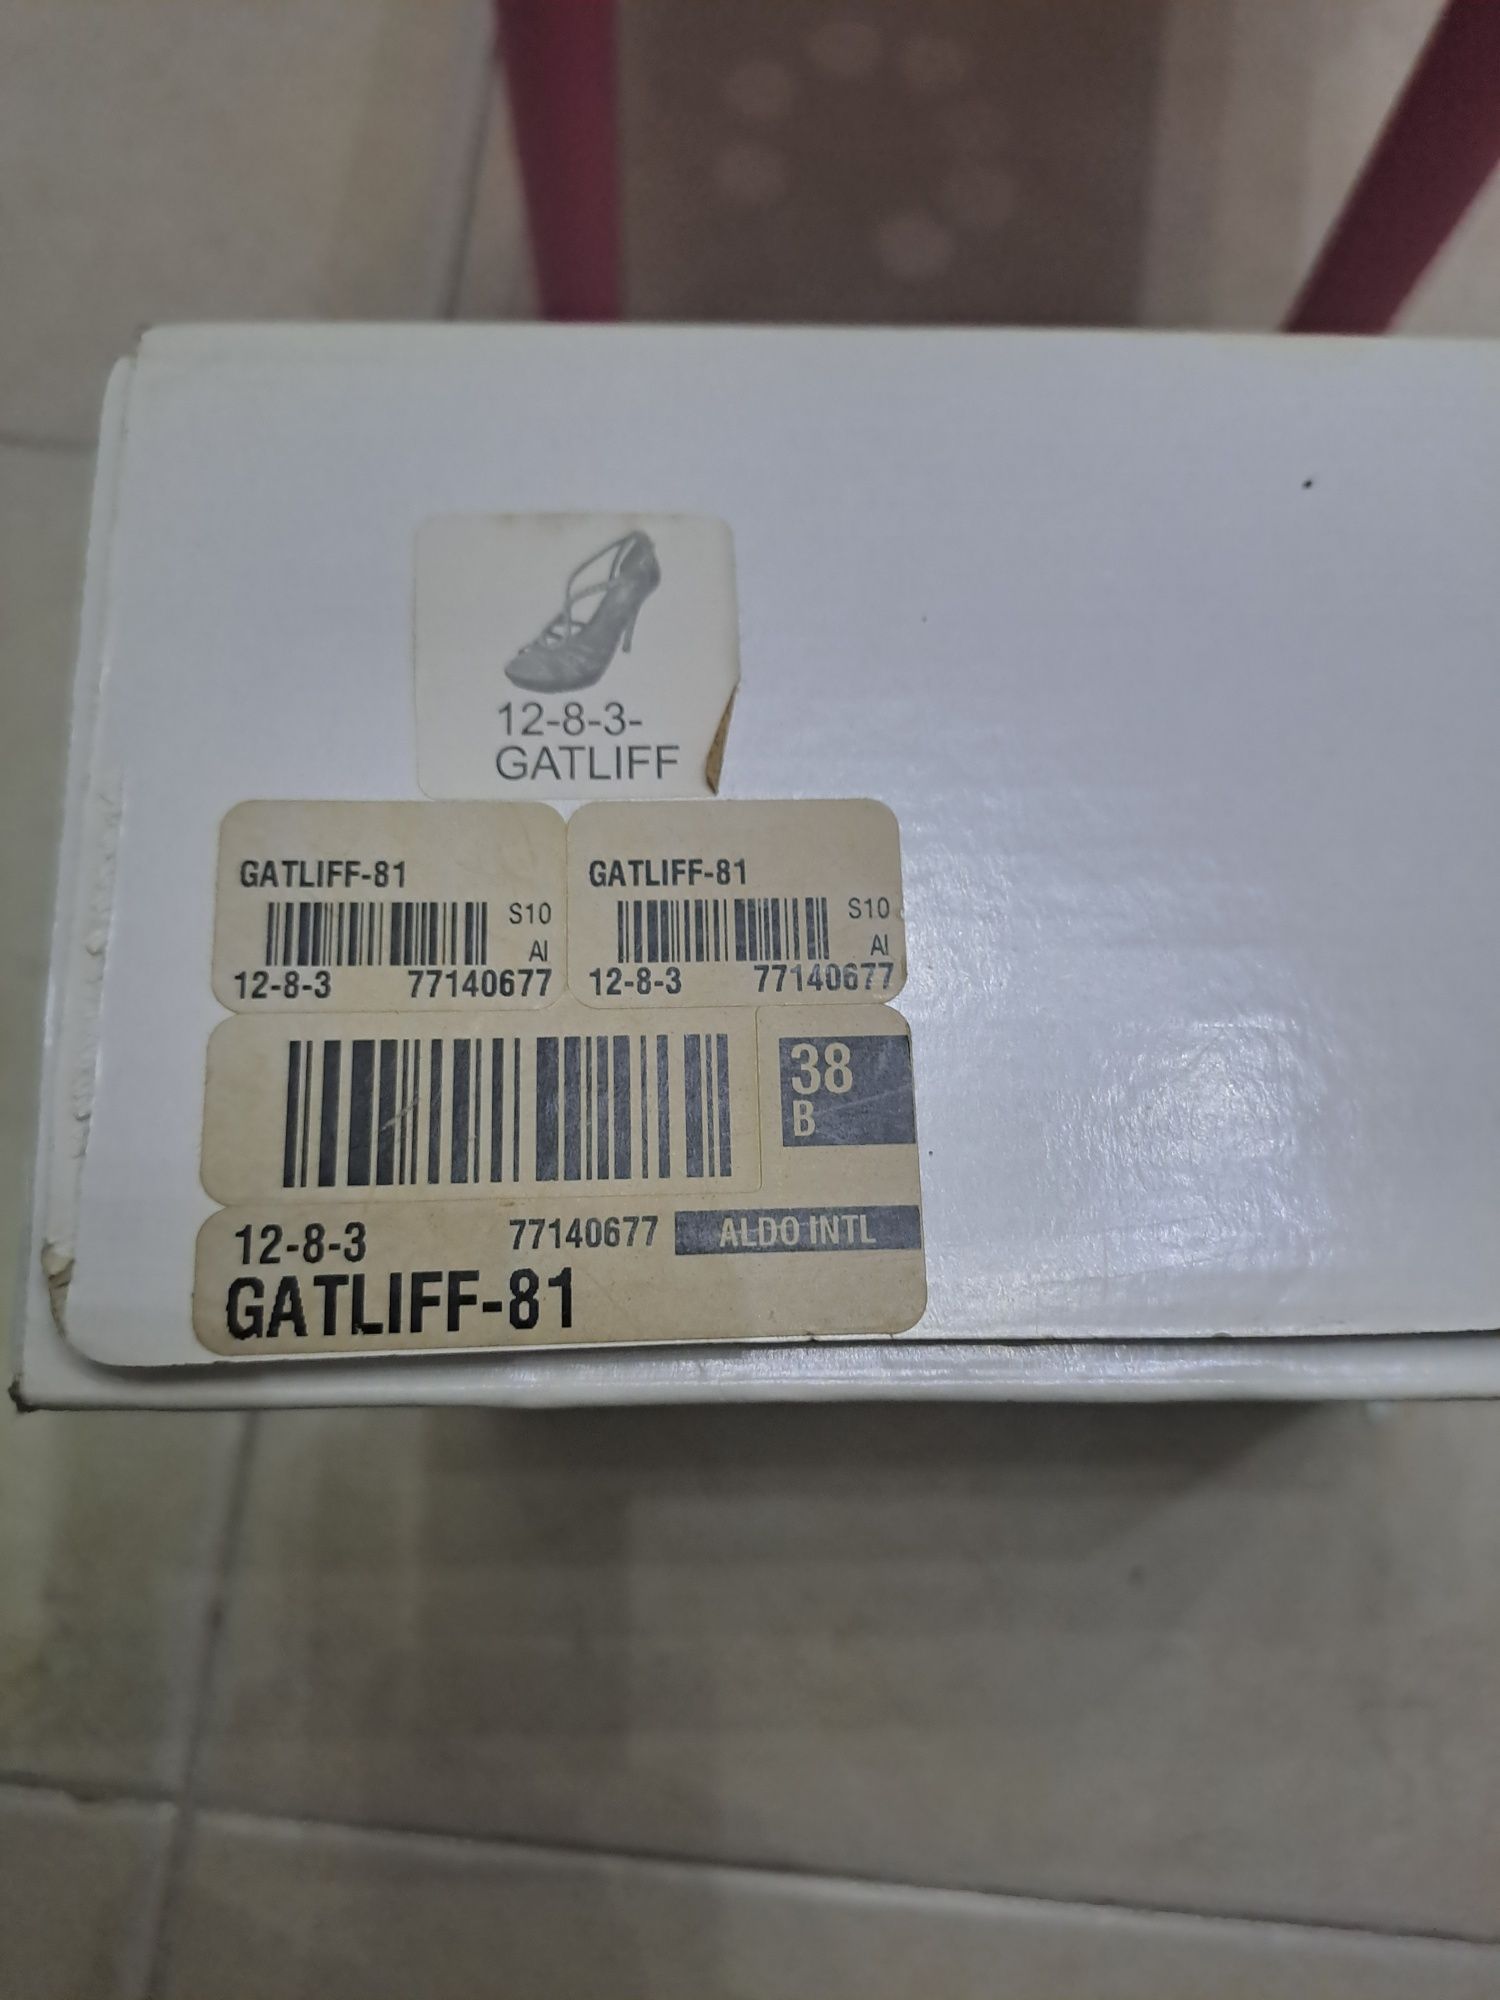 12-8-3-
GATLIFF
GATLIFF-81
S10
AI
12-8-3 77140677
GATLIFF-81
S10
AI
12-8-3 77140677
38
B
12-8-3 77140677 ALDO INTL
GATLIFF-81